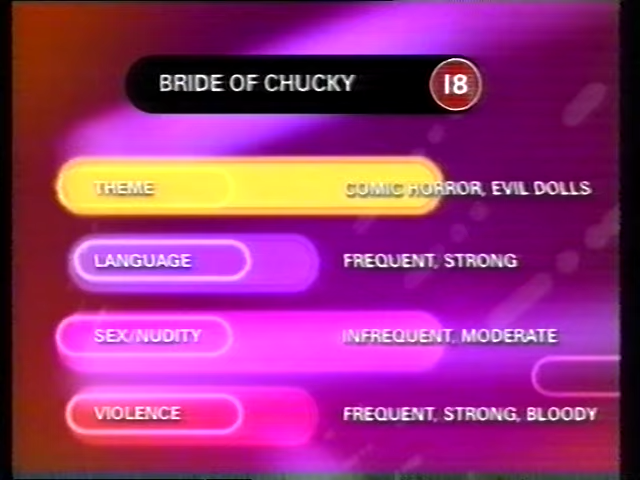 BRIDE OF CHUCKY 18
THEME COMIC HORROR, EVIL DOLLS
LANGUAGE FREQUENT, STRONG
SEX/NUDITY INFREQUENT, MODERATE
VIOLENCE FREQUENT, STRONG, BLOODY